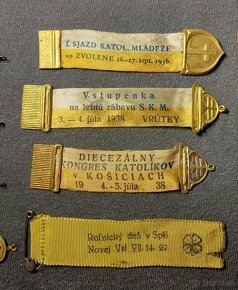 I. SJAZD KATOL. MLÁDEŽE
vo ZVOLENE 26.-27. sept. 1936
Vstupenka
na letnú zábavu S.K.M.
3.—4. júla 1938 VRÚTKY
DIECEZÁLNY
KONGRES KATOLÍKOV
v KOŠICIACH
19 4.-5. júla 38
Roľnický deň v Spiš.
Novej Vsi VII. 14. 29.